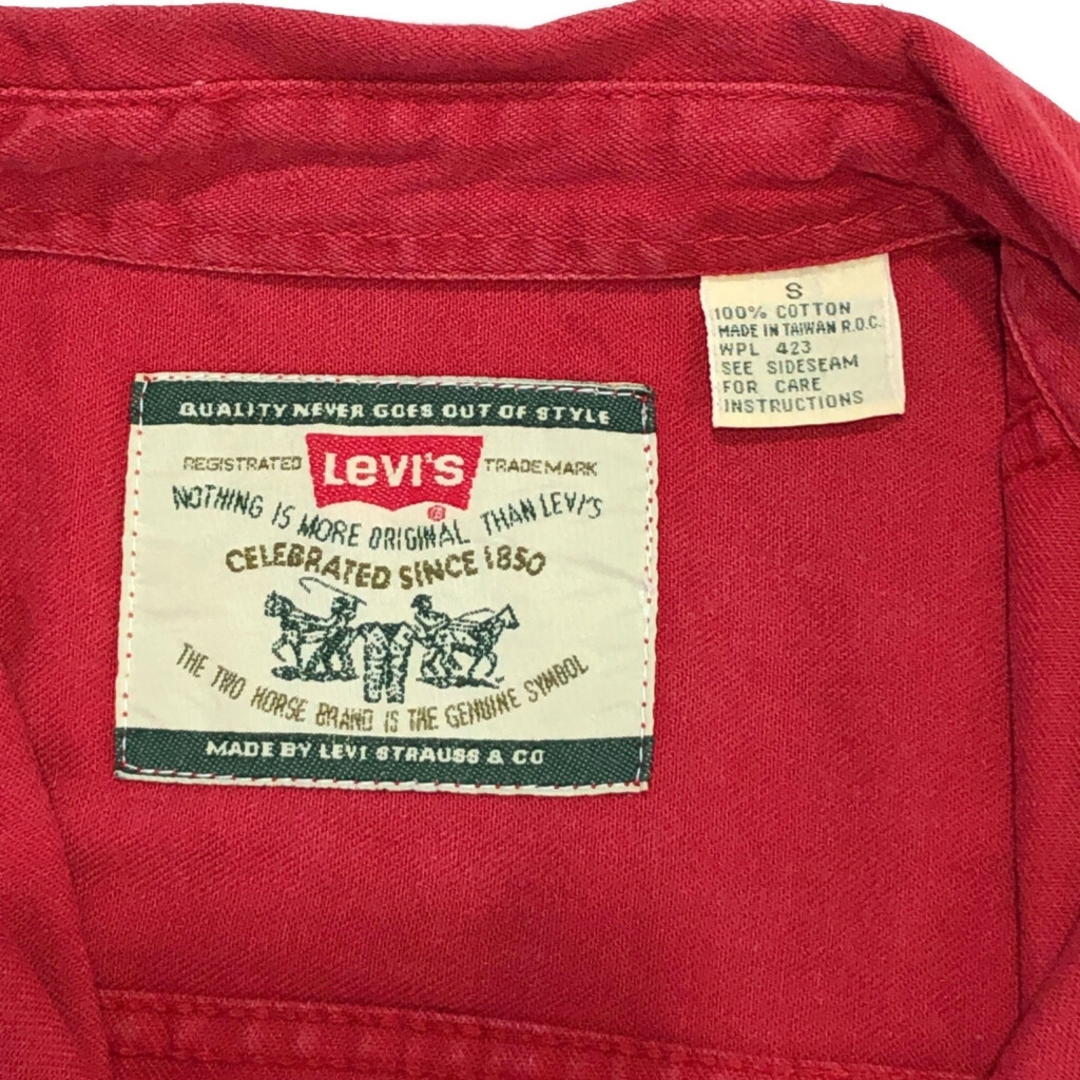 QUALITY NEVER GOES OUT OF STYLE
REGISTRATED LEVI'S TRADEMARK
®
NOTHING IS MORE ORIGINAL THAN LEVI'S
CELEBRATED SINCE 1850
THE TWO HORSE BRAND IS THE GENUINE SYMBOL
MADE BY LEVI STRAUSS & CO
S
100% COTTON
MADE IN TAIWAN R.O.C.
WPL 423
SEE SIDESEAM
FOR CARE
INSTRUCTIONS